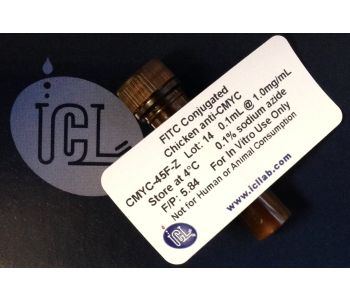 ICL
FITC Conjugated
Chicken anti-CMYC
CMYC-45F-Z Lot: 14 0.1mL @ 1.0mg/mL
Store at 4°C 0.1% sodium azide
F/P: 5.84 For In Vitro Use Only
Not for Human or Animal Consumption
ICL www.icllab.com